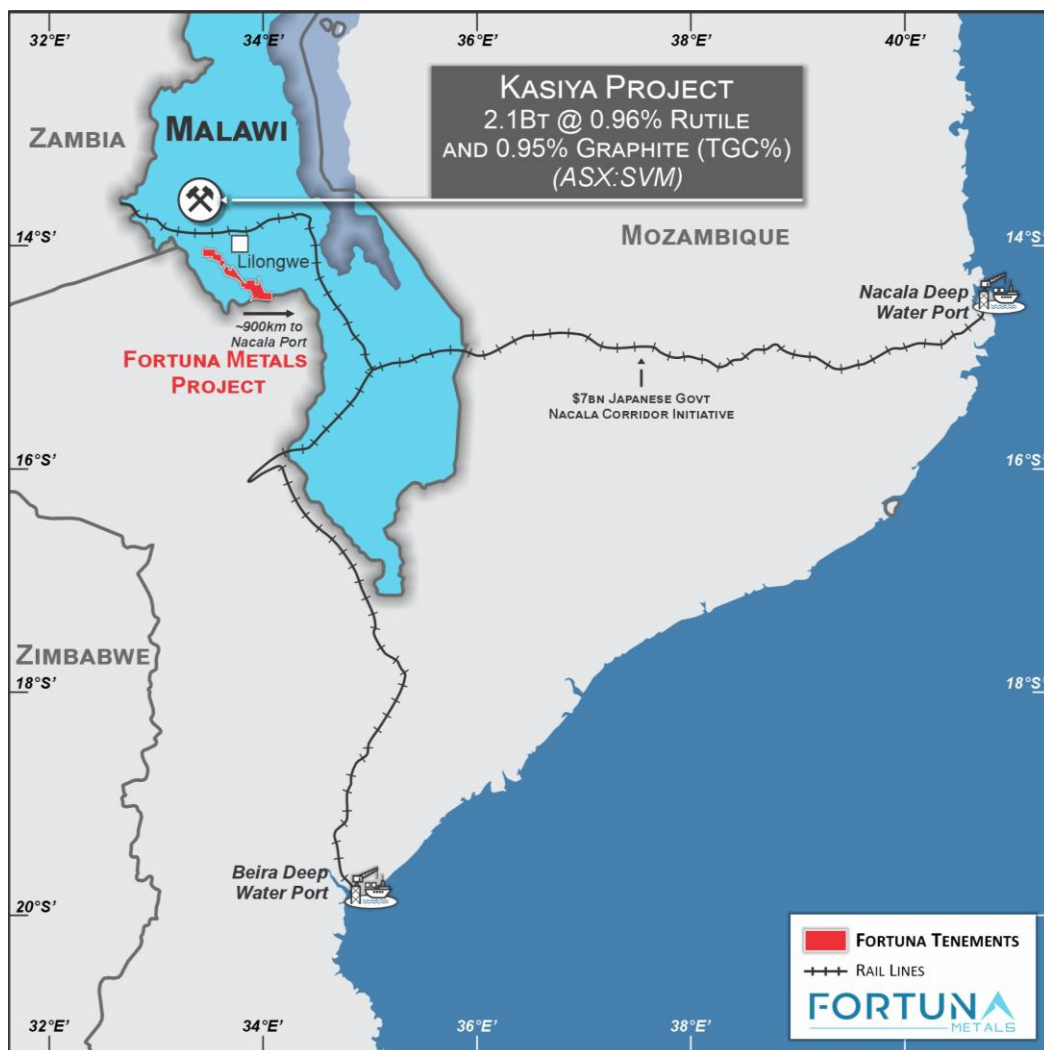 32°E'
34°E'
36°E'
38°E'
40°E'
KASIYA PROJECT
2.1BT @ 0.96% RUTILE
AND 0.95% GRAPHITE (TGC%)
(ASX:SVM)
ZAMBIA
MALAWI
MOZAMBIQUE
14°S'
14°S'
Lilongwe
Nacala Deep
Water Port
~900km to
Nacala Port
FORTUNA METALS
PROJECT
$7BN JAPANESE GOVT
NACALA CORRIDOR INITIATIVE
16°S'
16°S'
ZIMBABWE
18°S'
18°S'
Beira Deep
Water Port
20°S'
FORTUNA TENEMENTS
RAIL LINES
FORTUNA
METALS
32°E'
34°E'
36°E'
38°E'